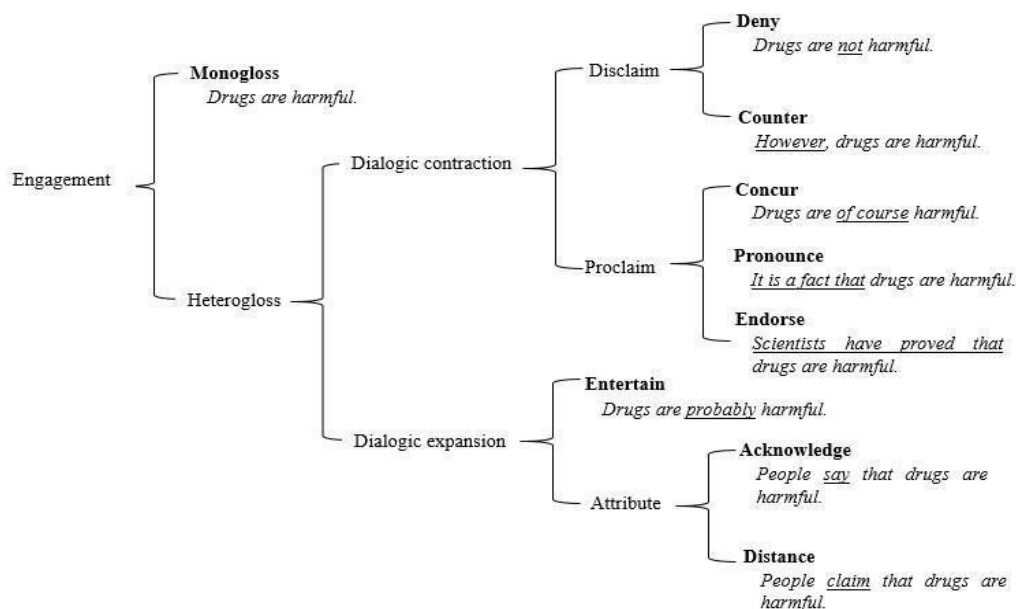 Engagement
Monogloss
Drugs are harmful.
Heterogloss
Dialogic contraction
Disclaim
Deny
Drugs are not harmful.
Counter
However, drugs are harmful.
Proclaim
Concur
Drugs are of course harmful.
Pronounce
It is a fact that drugs are harmful.
Endorse
Scientists have proved that
drugs are harmful.
Dialogic expansion
Entertain
Drugs are probably harmful.
Attribute
Acknowledge
People say that drugs are
harmful.
Distance
People claim that drugs are
harmful.